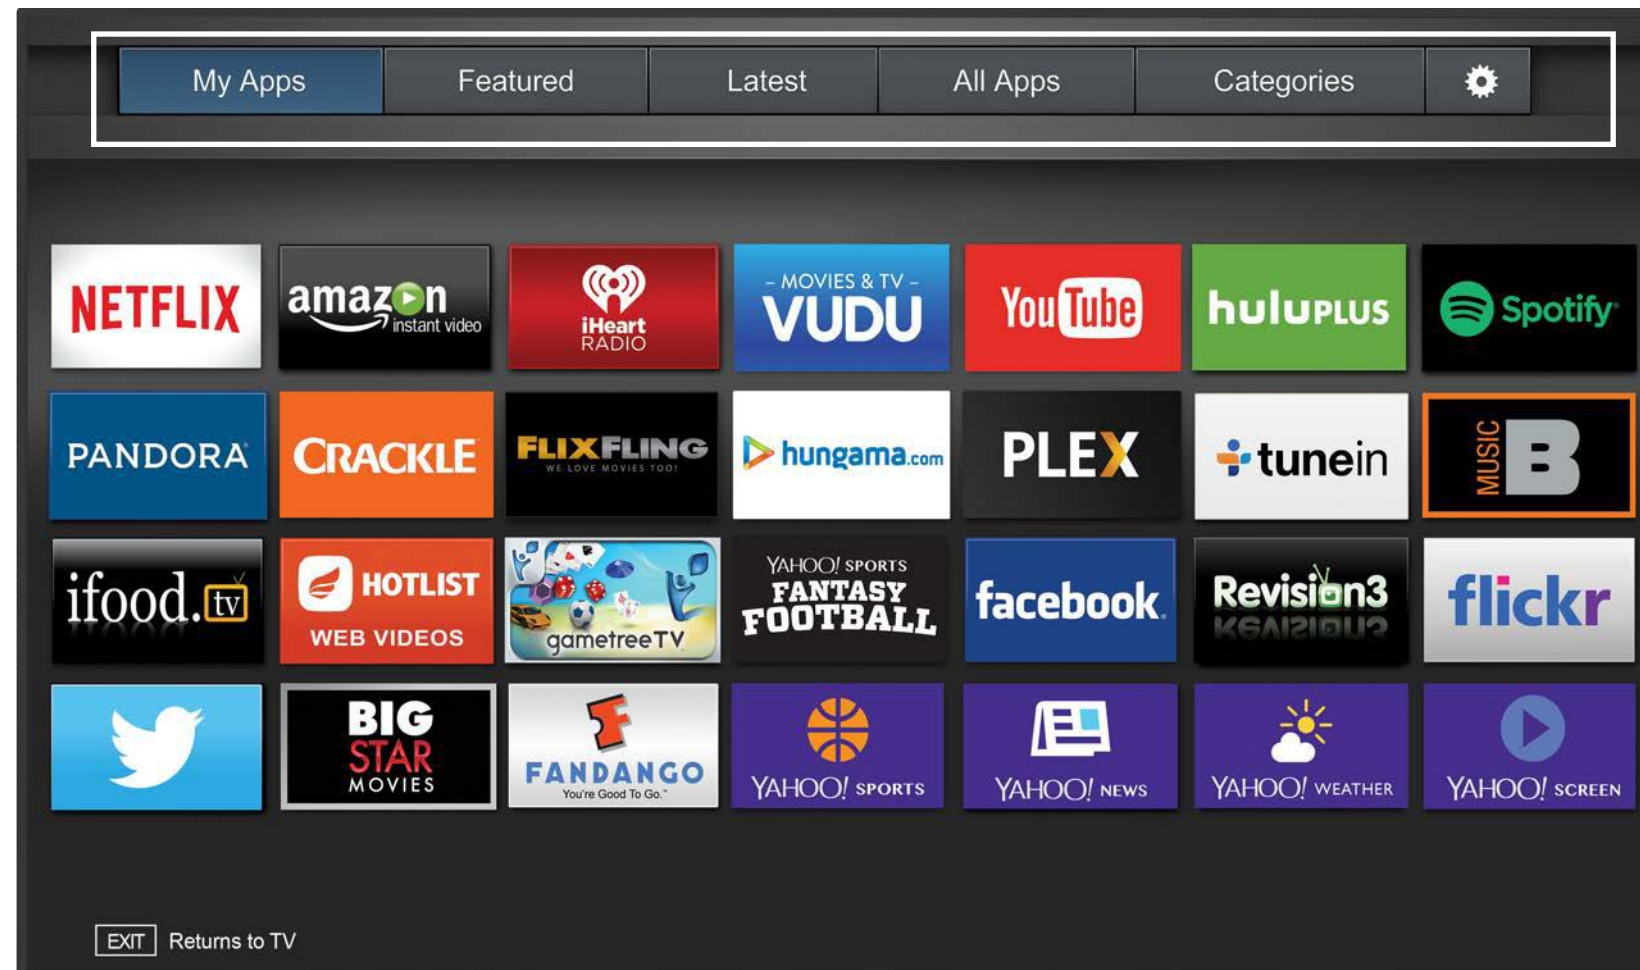 My Apps Featured Latest All Apps Categories
NETFLIX
amazon
instant video
iHeart
RADIO
- MOVIES & TV -
VUDU
YouTube
huluPLUS
Spotify
PANDORA
CRACKLE
FLIXFLING
WE LOVE MOVIES TOO!
hungama.com
PLEX
tunein
MUSIC
B
ifood.tv
HOTLIST
WEB VIDEOS
gametreeTV
YAHOO! SPORTS
FANTASY
FOOTBALL
facebook
Revision3
flickr
BIG
STAR
MOVIES
FANDANGO
You're Good To Go.™
YAHOO! SPORTS
YAHOO! NEWS
YAHOO! WEATHER
YAHOO! SCREEN
EXIT Returns to TV